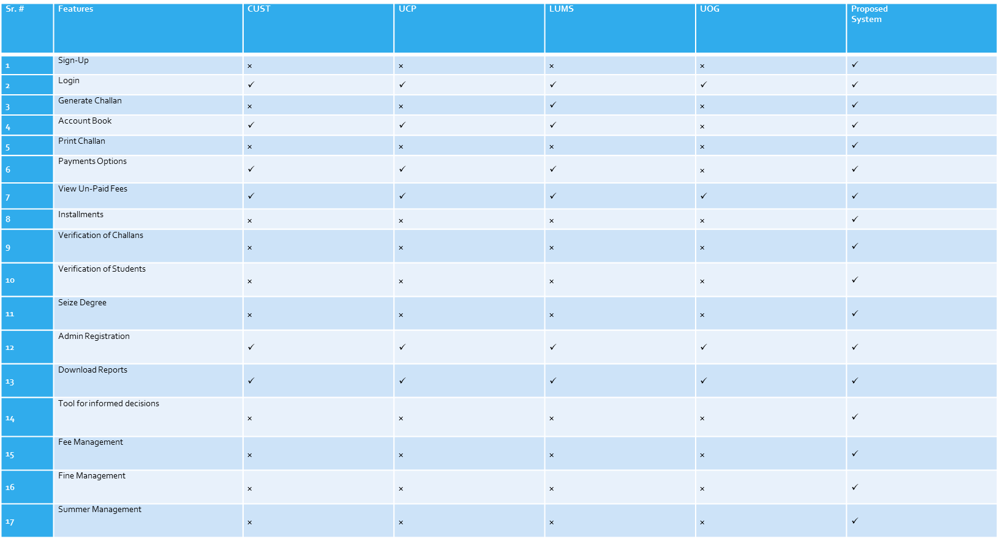 Sr. # Features CUST UCP LUMS UOG Proposed
System
1 Sign-Up × × × × ✓
2 Login ✓ ✓ ✓ ✓ ✓
3 Generate Challan × × ✓ × ✓
4 Account Book ✓ ✓ ✓ × ✓
5 Print Challan × × × × ✓
6 Payments Options ✓ ✓ ✓ × ✓
7 View Un-Paid Fees ✓ ✓ ✓ ✓ ✓
8 Installments × × × × ✓
9 Verification of Challans × × × × ✓
10 Verification of Students × × × × ✓
11 Seize Degree × × × × ✓
12 Admin Registration ✓ ✓ ✓ ✓ ✓
13 Download Reports ✓ ✓ ✓ ✓ ✓
14 Tool for informed decisions × × × × ✓
15 Fee Management × × × × ✓
16 Fine Management × × × × ✓
17 Summer Management × × × × ✓